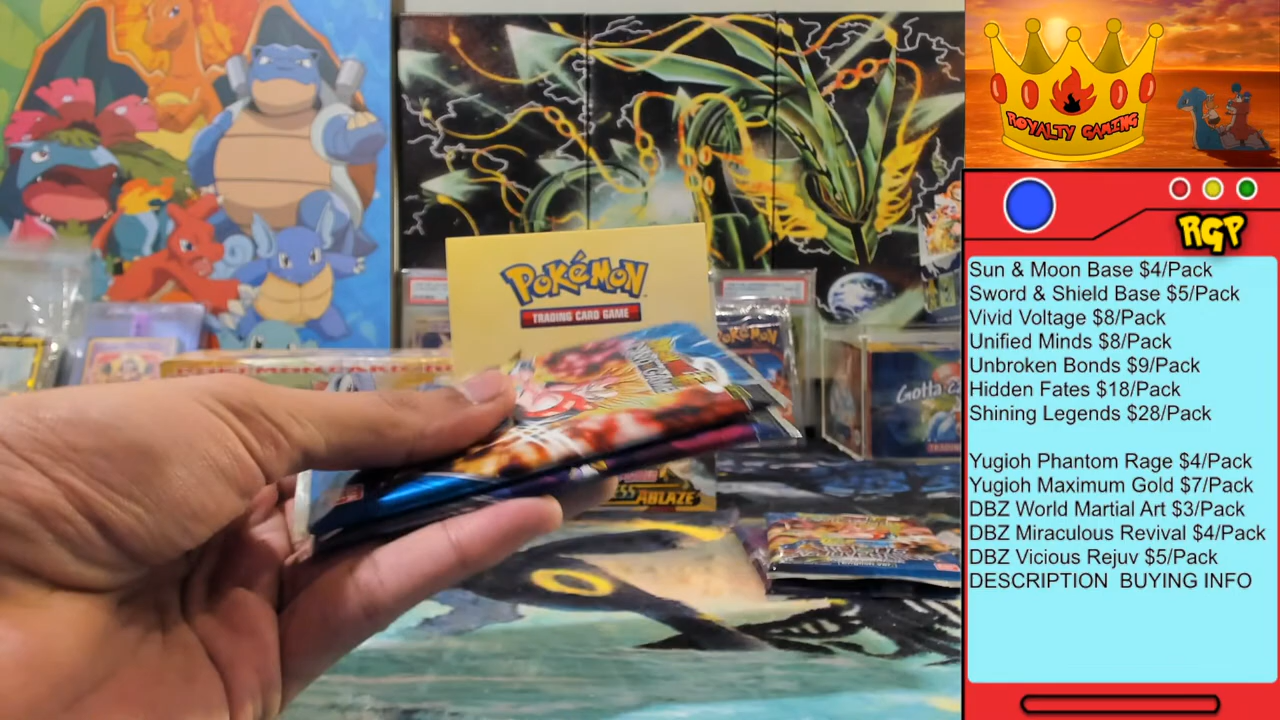 ROYALTY GAMING
RGP
Sun & Moon Base $4/Pack
Sword & Shield Base $5/Pack
Vivid Voltage $8/Pack
Unified Minds $8/Pack
Unbroken Bonds $9/Pack
Hidden Fates $18/Pack
Shining Legends $28/Pack
Yugioh Phantom Rage $4/Pack
Yugioh Maximum Gold $7/Pack
DBZ World Martial Art $3/Pack
DBZ Miraculous Revival $4/Pack
DBZ Vicious Rejuv $5/Pack
DESCRIPTION BUYING INFO
POKéMON
TRADING CARD GAME
POKéMON
Gotta
ABLAZE